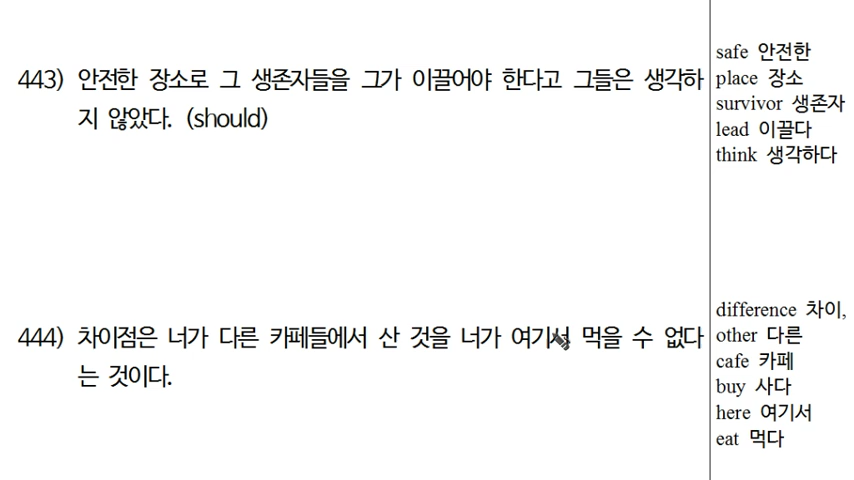 443) 안전한 장소로 그 생존자들을 그가 이끌어야 한다고 그들은 생각하
지 않았다. (should)
safe 안전한
place 장소
survivor 생존자
lead 이끌다
think 생각하다
444) 차이점은 너가 다른 카페들에서 산 것을 너가 여기서 먹을 수 없다
는 것이다.
difference 차이,
other 다른
cafe 카페
buy 사다
here 여기서
eat 먹다